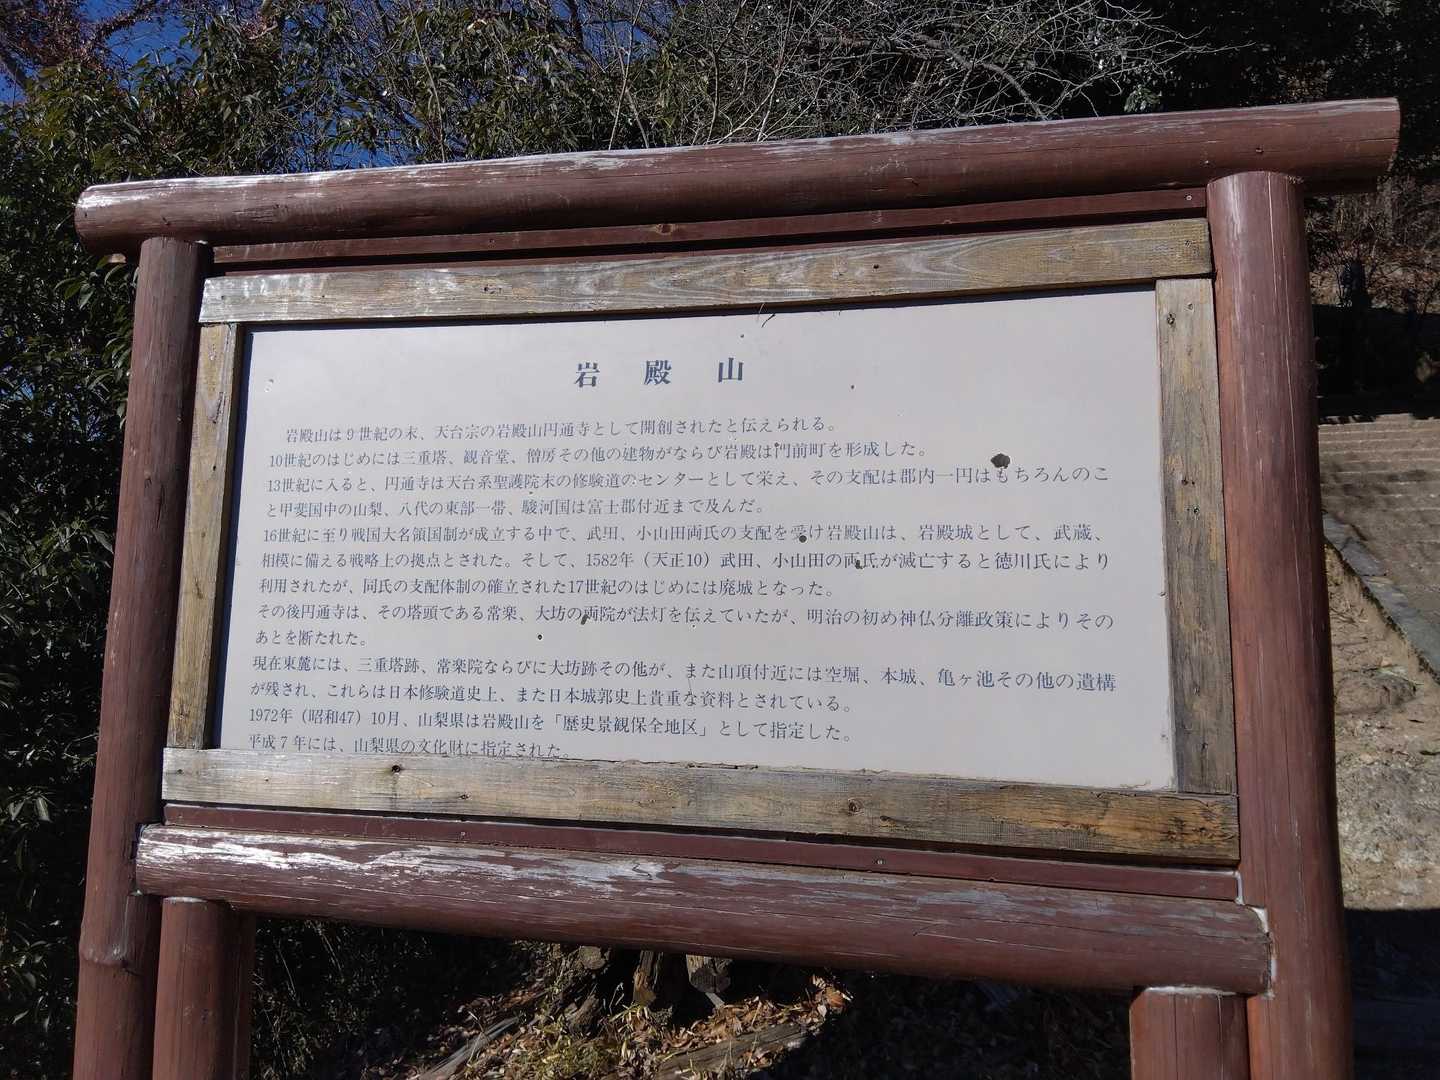 岩殿山
岩殿山は9世紀の末、天台宗の岩殿山円通寺として開創されたと伝えられる。
10世紀のはじめには三重塔、観音堂、僧房その他の建物がならび岩殿は門前町を形成した。
13世紀に入ると、円通寺は天台系聖護院末の修験道のセンターとして栄え、その支配は郡内一円はもちろんのこ
と甲斐国中の山梨、八代の東部一帯、駿河国は富士郡付近まで及んだ。
16世紀に至り戦国大名領国制が成立する中で、武田、小山田両氏の支配を受け岩殿山は、岩殿城として、武蔵、
相模に備える戦略上の拠点とされた。そして、1582年（天正10）武田、小山田の両氏が滅亡すると徳川氏により
利用されたが、同氏の支配体制の確立された17世紀のはじめには廃城となった。
その後円通寺は、その塔頭である常楽、大坊の両院が法灯を伝えていたが、明治の初め神仏分離政策によりその
あとを断たれた。
現在東麓には、三重塔跡、常楽院ならびに大坊跡その他が、また山頂付近には空堀、本城、亀ヶ池その他の遺構
が残され、これらは日本修験道史上、また日本城郭史上貴重な資料とされている。
1972年（昭和47）10月、山梨県は岩殿山を「歴史景観保全地区」として指定した。
平成7年には、山梨県の文化財に指定された。